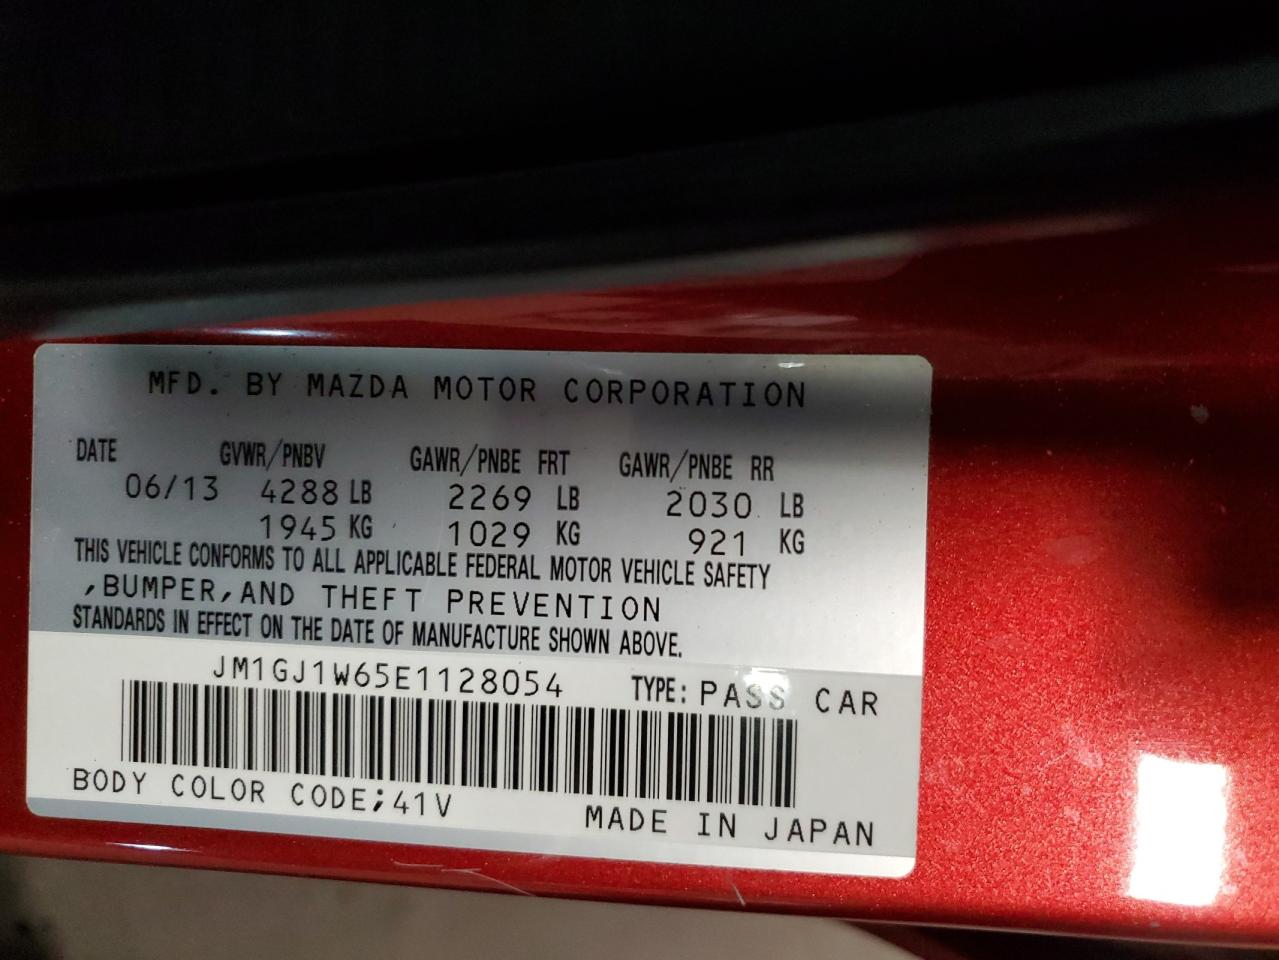 MFD. BY MAZDA MOTOR CORPORATION
DATE GVWR/PNBV GAWR/PNBE FRT GAWR/PNBE RR
06/13 4288 LB 2269 LB 2030 LB
1945 KG 1029 KG 921 KG
THIS VEHICLE CONFORMS TO ALL APPLICABLE FEDERAL MOTOR VEHICLE SAFETY
,BUMPER,AND THEFT PREVENTION
STANDARDS IN EFFECT ON THE DATE OF MANUFACTURE SHOWN ABOVE.
JM1GJ1W65E1128054 TYPE: PASS CAR
BODY COLOR CODE;41V MADE IN JAPAN